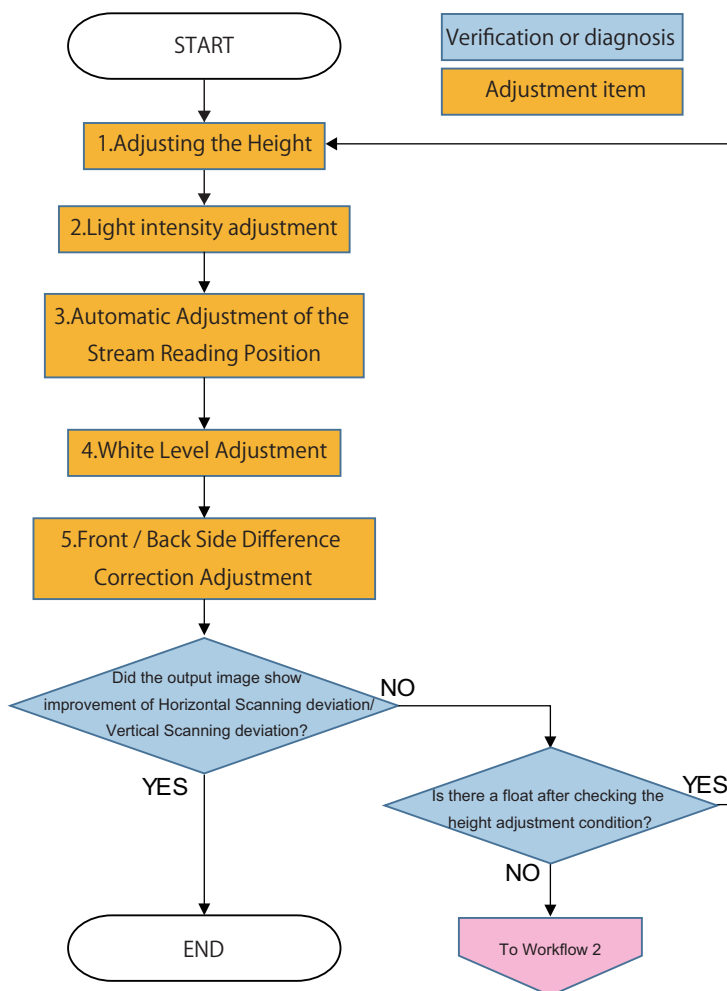 START
Verification or diagnosis
Adjustment item
1.Adjusting the Height
2.Light intensity adjustment
3.Automatic Adjustment of the
Stream Reading Position
4.White Level Adjustment
5.Front / Back Side Difference
Correction Adjustment
Did the output image show
improvement of Horizontal Scanning deviation/
Vertical Scanning deviation?
NO
YES
Is there a float after checking the
height adjustment condition?
YES
NO
END
To Workflow 2